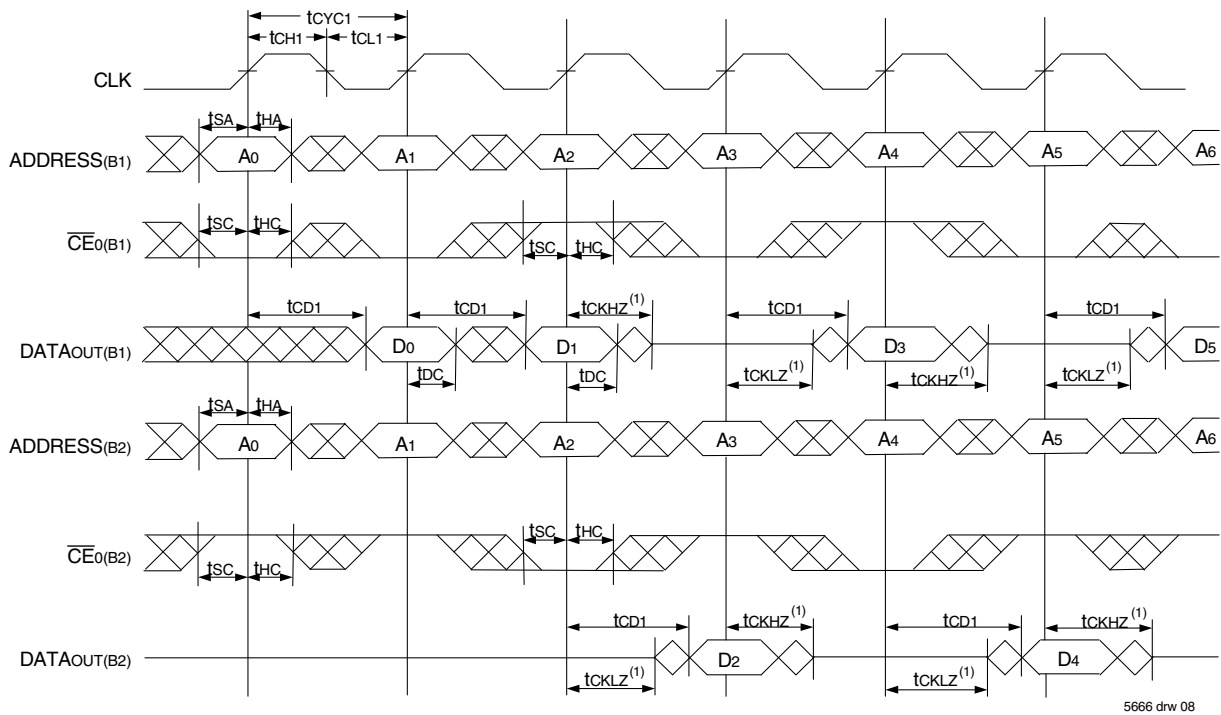 tCYC1
tCH1 tCL1
CLK
tSA tHA
ADDRESS(B1) A0 A1 A2 A3 A4 A5 A6
tSC tHC
CE0(B1)
tSC tHC
tCD1 tCD1 tCKHZ(1) tCD1 tCD1
DATAOUT(B1) D0 D1 D3 D5
tDC tDC tCKLZ(1) tCKHZ(1) tCKLZ(1)
tSA tHA
ADDRESS(B2) A0 A1 A2 A3 A4 A5 A6
tSC tHC
CE0(B2)
tSC tHC
tCD1 tCKHZ(1) tCD1 tCKHZ(1)
DATAOUT(B2) D2 D4
tCKLZ(1) tCKLZ(1)
5666 drw 08